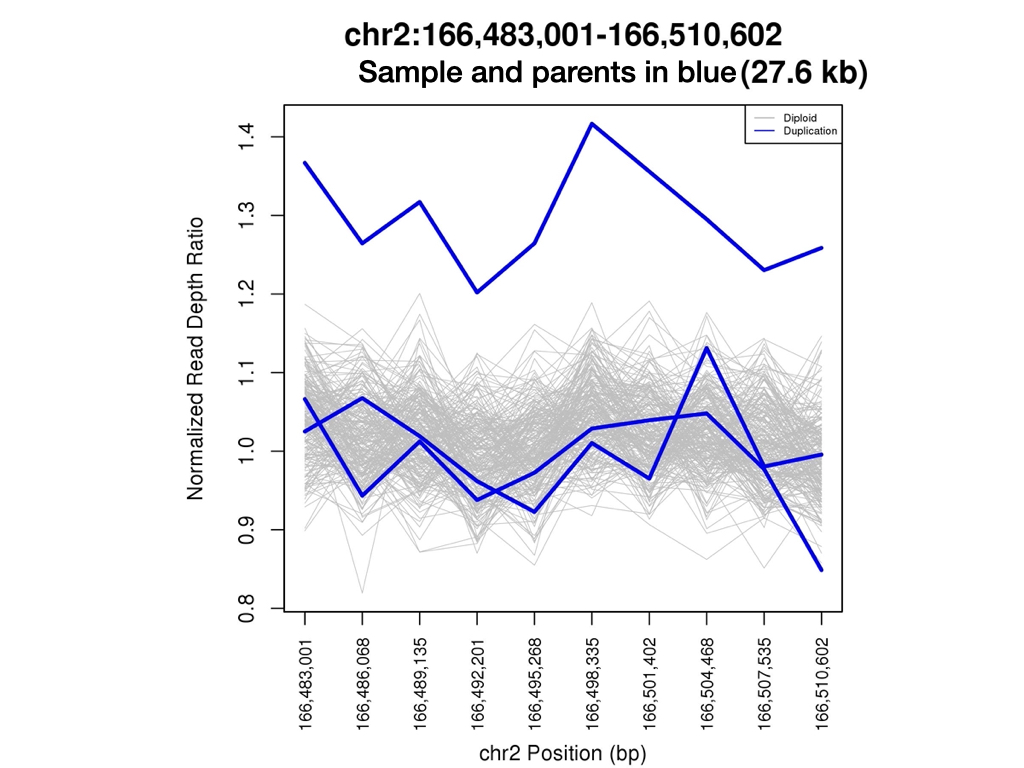 chr2:166,483,001-166,510,602
Sample and parents in blue (27.6 kb)
Diploid
Duplication
Normalized Read Depth Ratio
1.4
1.3
1.2
1.1
1.0
0.9
0.8
166,483,001
166,486,068
166,489,135
166,492,201
166,495,268
166,498,335
166,501,402
166,504,468
166,507,535
166,510,602
chr2 Position (bp)